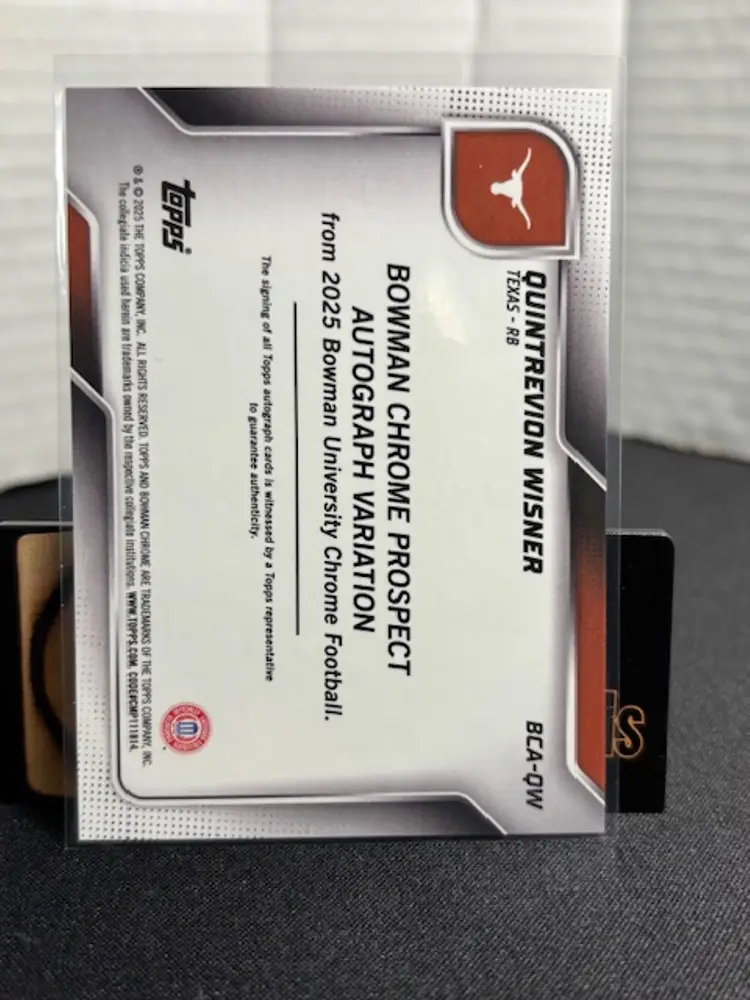 QUINTREVION WISNER
BCA-QW
TEXAS - RB
BOWMAN CHROME PROSPECT
AUTOGRAPH VARIATION
from 2025 Bowman University Chrome Football.
The signing of all Topps autograph cards is witnessed by a Topps representative
to guarantee authenticity.
topps®
® & © 2025 THE TOPPS COMPANY, INC. ALL RIGHTS RESERVED. TOPPS AND BOWMAN CHROME ARE TRADEMARKS OF THE TOPPS COMPANY, INC.
The collegiate indicia used herein are trademarks owned by the respective collegiate institutions. WWW.TOPPS.COM. CODE#CMP111814.